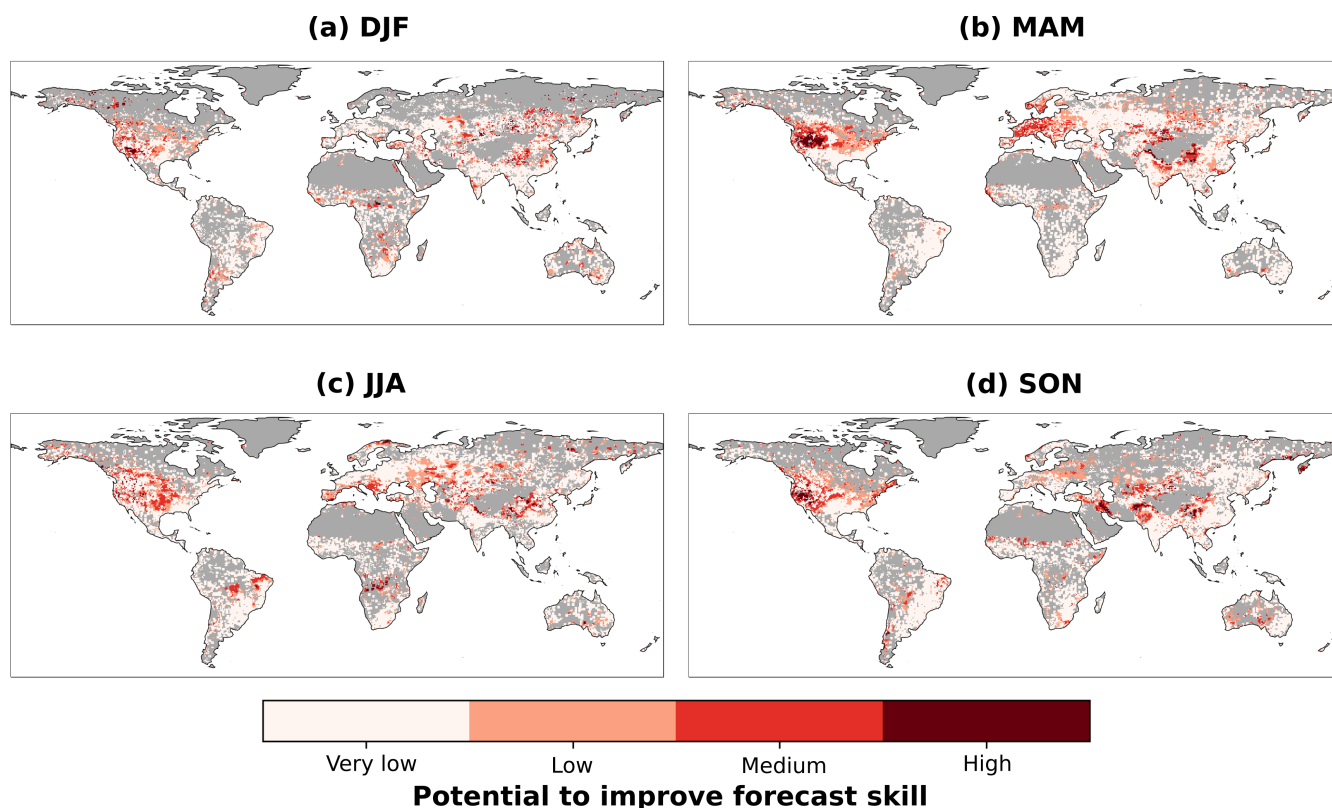 (a) DJF
(b) MAM
(c) JJA
(d) SON
Very low
Low
Medium
High
Potential to improve forecast skill